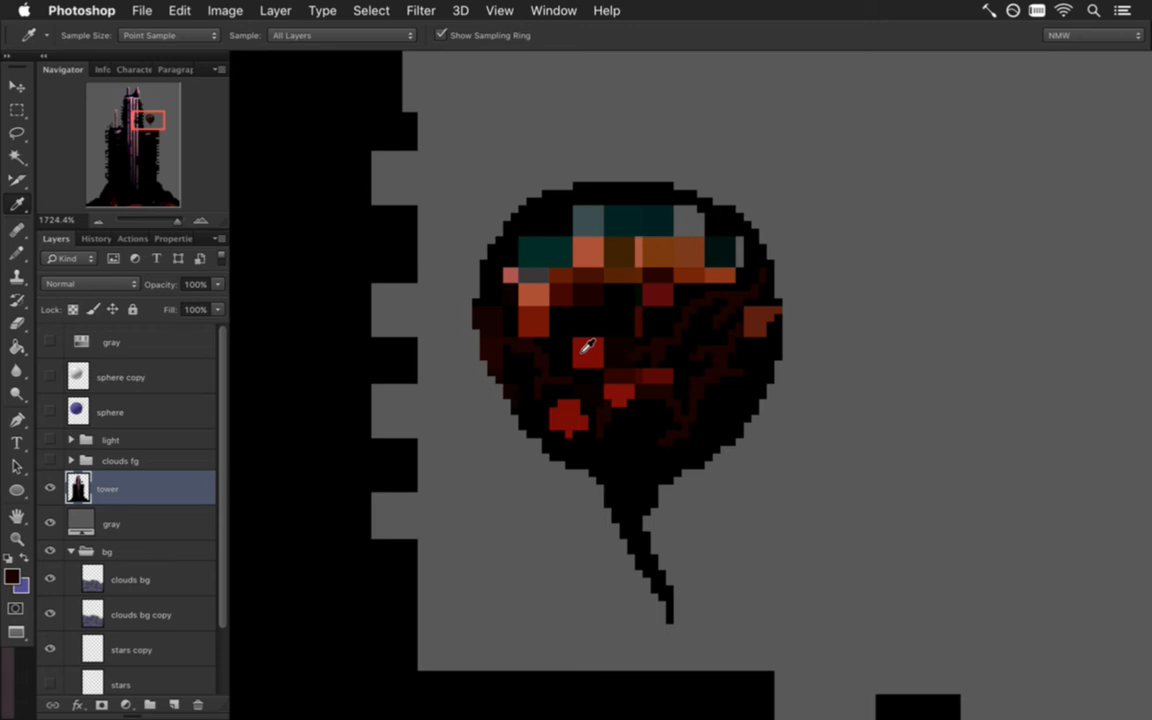 Photoshop File Edit Image Layer Type Select Filter 3D View Window Help
Sample Size: Point Sample Sample: All Layers Show Sampling Ring NMW
Navigator Info Characte Paragrap
1724.4%
Layers History Actions Propertie
Kind
Normal Opacity: 100%
Lock: Fill: 100%
gray
sphere copy
sphere
light
clouds fg
tower
gray
bg
clouds bg
clouds bg copy
stars copy
stars
fx